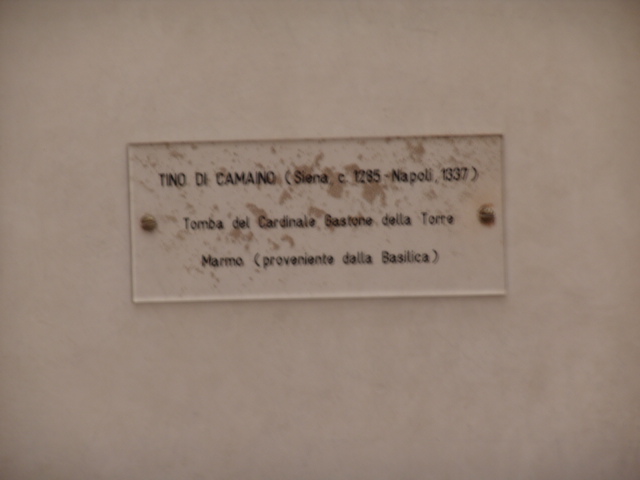 TINO DI CAMAINO (Siena, c. 1285-Napoli, 1337)
Tomba del Cardinale Gastone della Torre
Marmo (proveniente dalla Basilica)